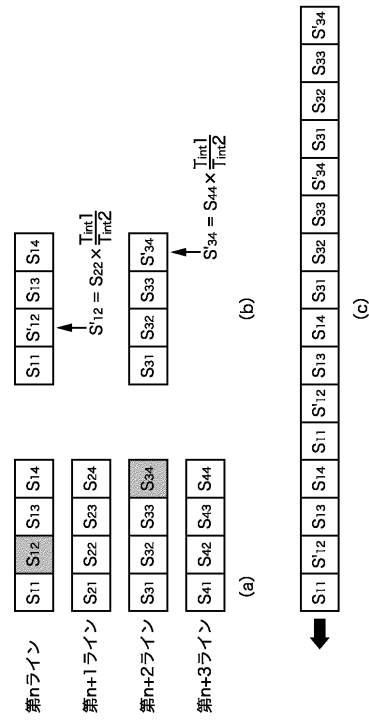 第nライン S11 S12 S13 S14
第n+1ライン S21 S22 S23 S24
第n+2ライン S31 S32 S33 S34
第n+3ライン S41 S42 S43 S44
(a)
S11 S'12 S13 S14
S'12 = S22 × Tint1/Tint2
S31 S32 S33 S'34
S'34 = S44 × Tint1/Tint2
(b)
S11 S'12 S13 S14 S11 S'12 S13 S14 S31 S32 S33 S'34 S31 S32 S33 S'34
(c)